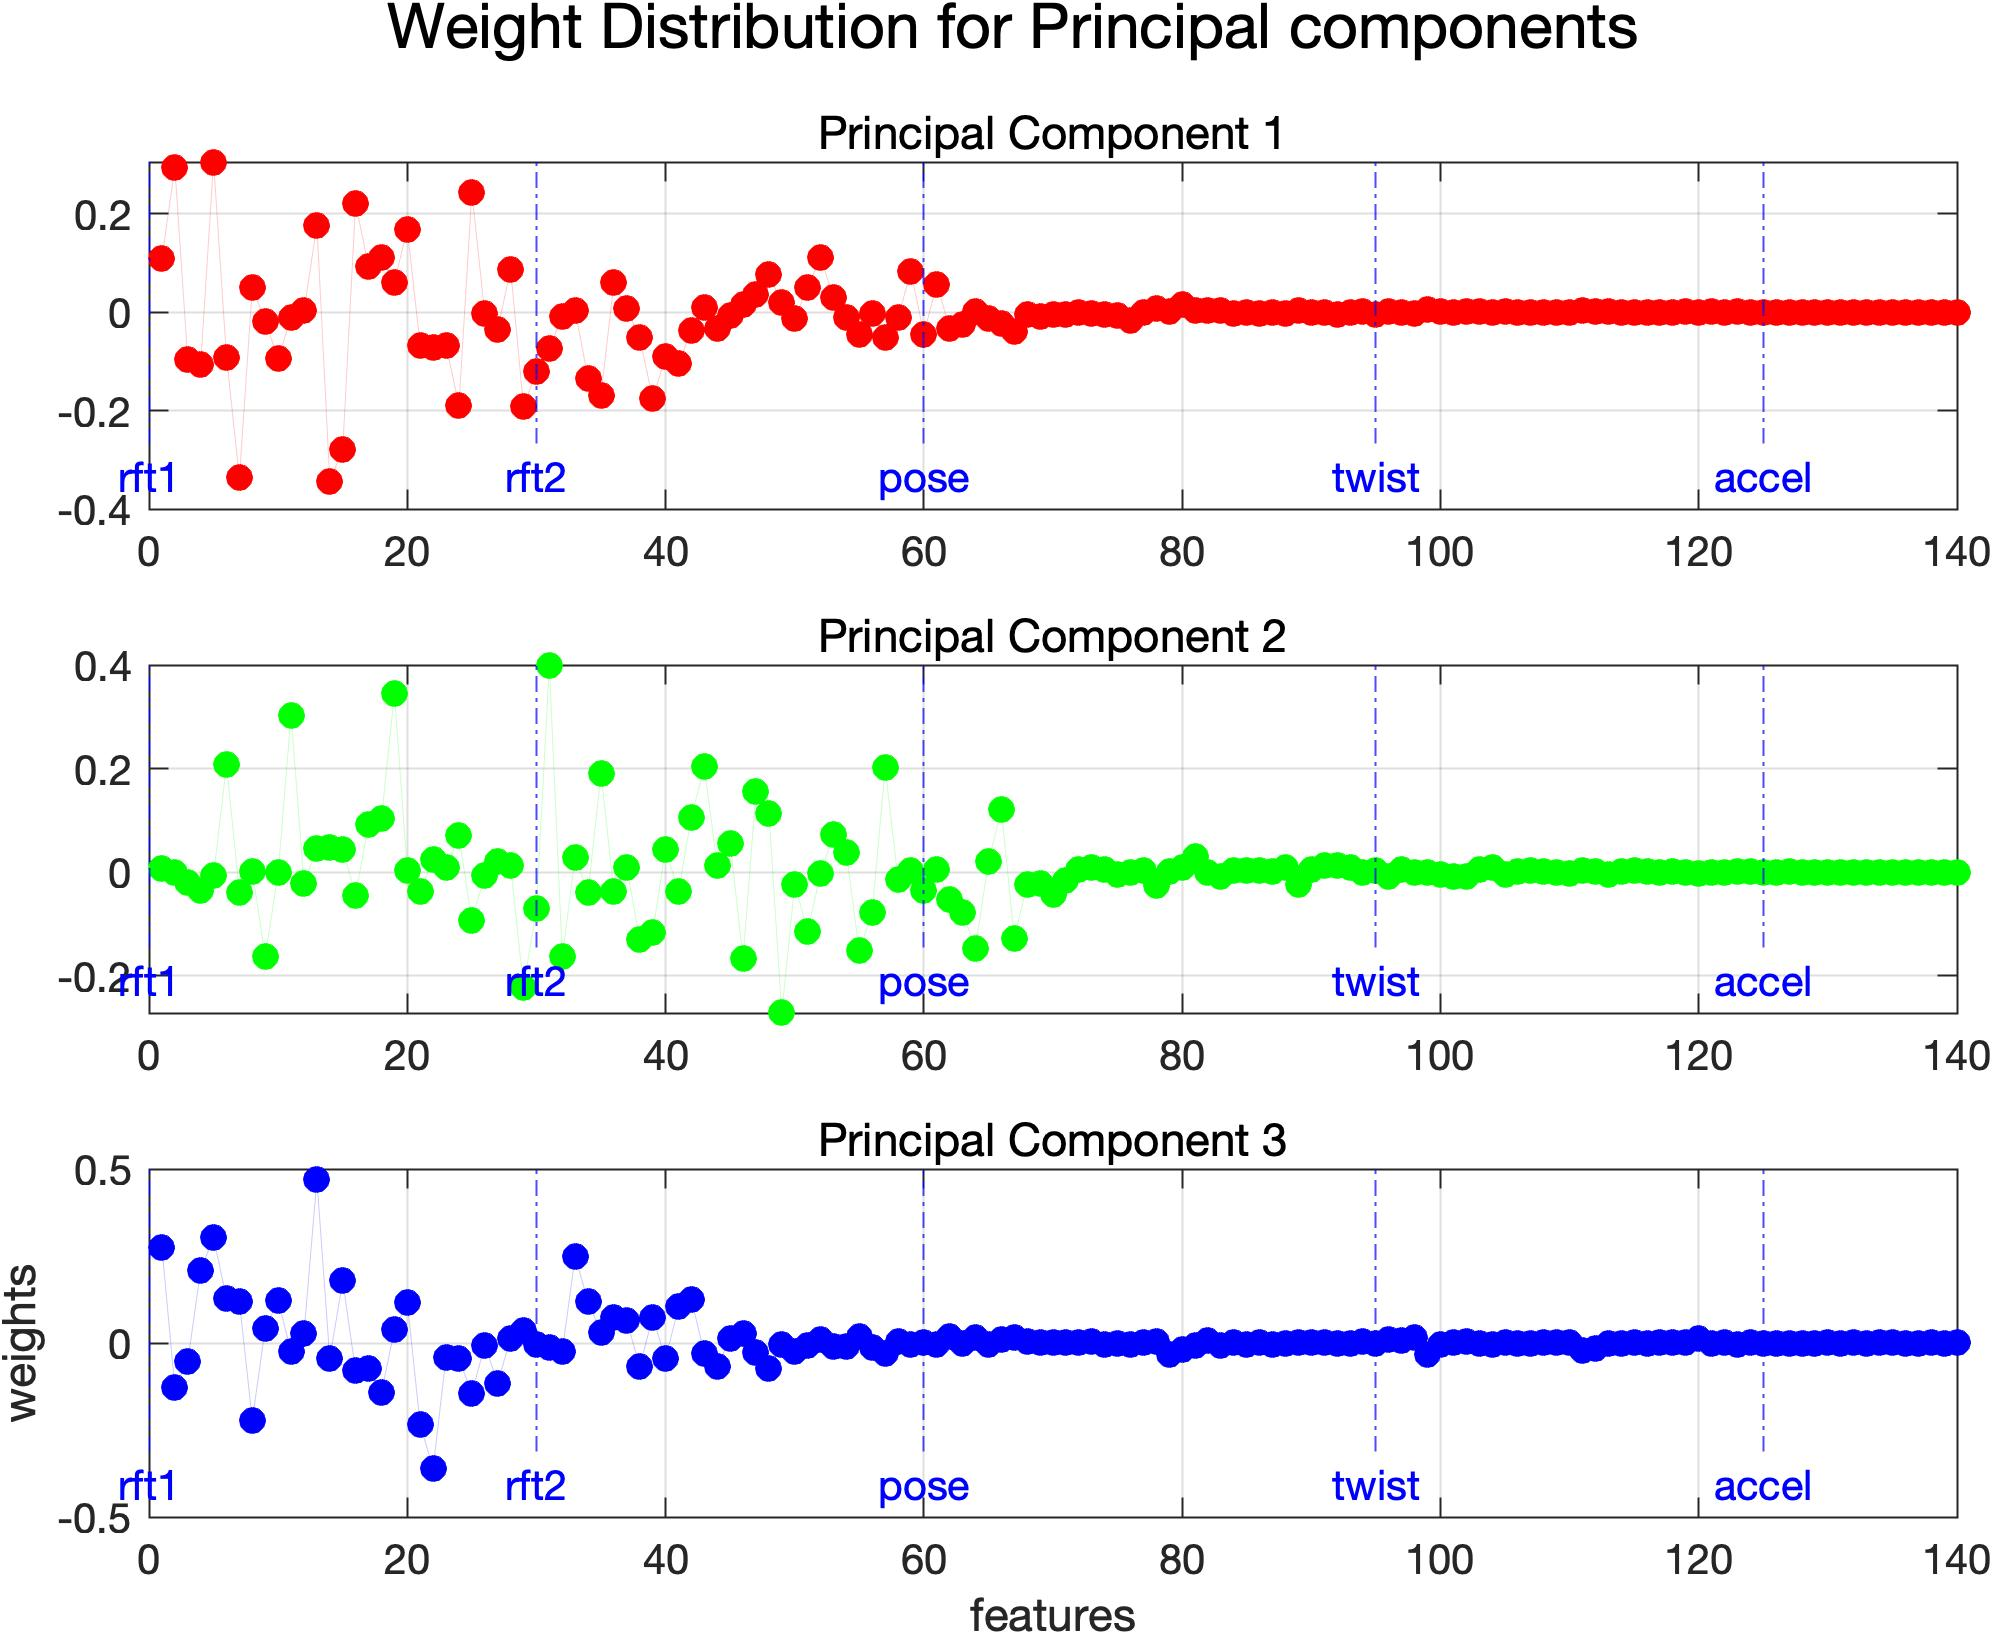 Weight Distribution for Principal components
Principal Component 1
0.2
0
-0.2
-0.4
rft1 rft2 pose twist accel
0 20 40 60 80 100 120 140
Principal Component 2
0.4
0.2
0
-0.2
rft1 rft2 pose twist accel
0 20 40 60 80 100 120 140
Principal Component 3
0.5
0
-0.5
weights
rft1 rft2 pose twist accel
0 20 40 60 80 100 120 140
features